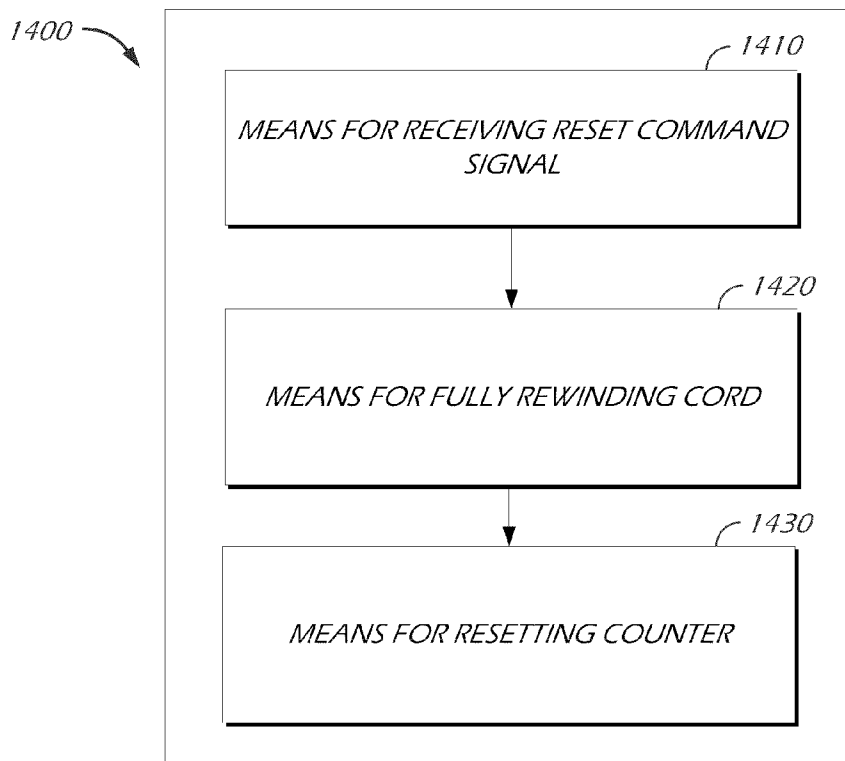 1400
1410
MEANS FOR RECEIVING RESET COMMAND
SIGNAL
1420
MEANS FOR FULLY REWINDING CORD
1430
MEANS FOR RESETTING COUNTER